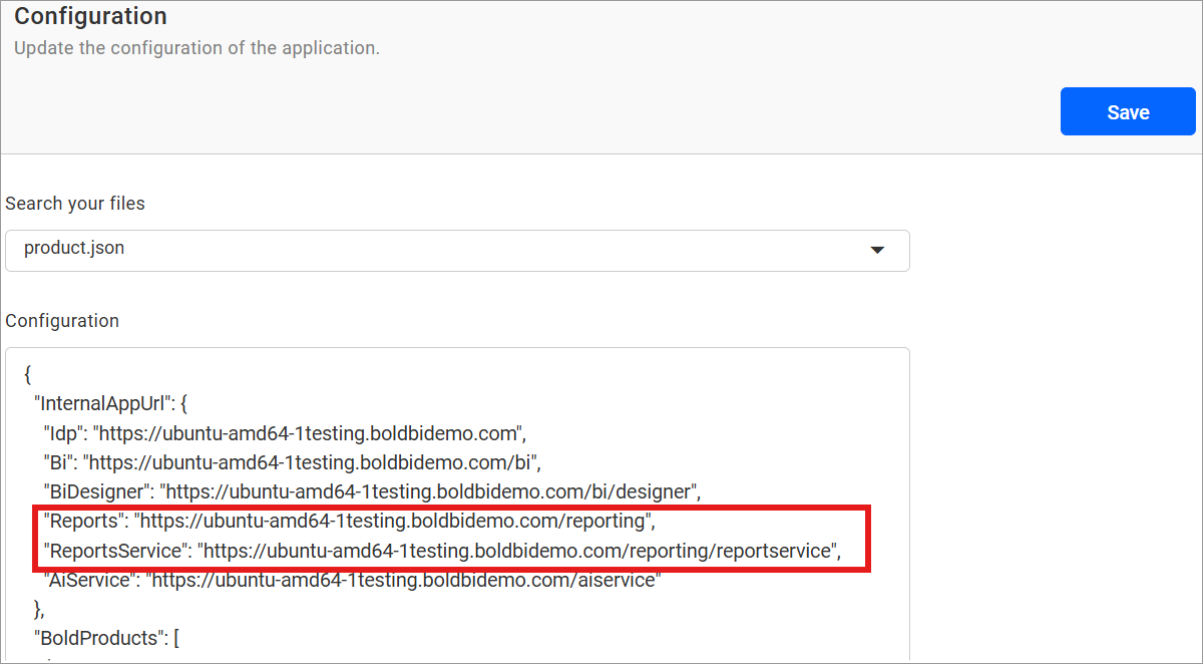 Configuration
Update the configuration of the application.
Save
Search your files
product.json
Configuration
{
"InternalAppUrl": {
"Idp": "https://ubuntu-amd64-1testing.boldbidemo.com",
"Bi": "https://ubuntu-amd64-1testing.boldbidemo.com/bi",
"BiDesigner": "https://ubuntu-amd64-1testing.boldbidemo.com/bi/designer",
"Reports": "https://ubuntu-amd64-1testing.boldbidemo.com/reporting",
"ReportsService": "https://ubuntu-amd64-1testing.boldbidemo.com/reporting/reportservice",
"AiService": "https://ubuntu-amd64-1testing.boldbidemo.com/aiservice"
},
"BoldProducts": [